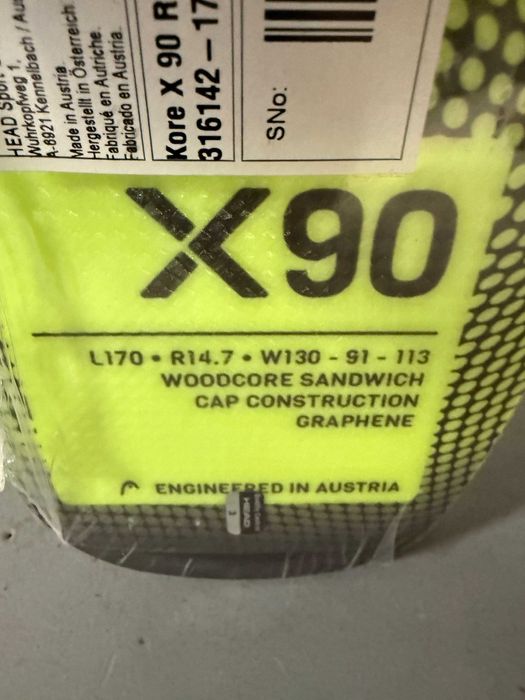 HEAD Sport
Wuhrkopfweg 1,
A-6921 Kennelbach / Aus
Made in Austria
Hergestellt in Österreich
Fabriqué en Autriche.
Fabricado en Austria.
Kore X 90 R
316142-17
SNo:
X90
L170 • R14.7 • W130 - 91 - 113
WOODCORE SANDWICH
CAP CONSTRUCTION
GRAPHENE
ENGINEERED IN AUSTRIA
HEAD